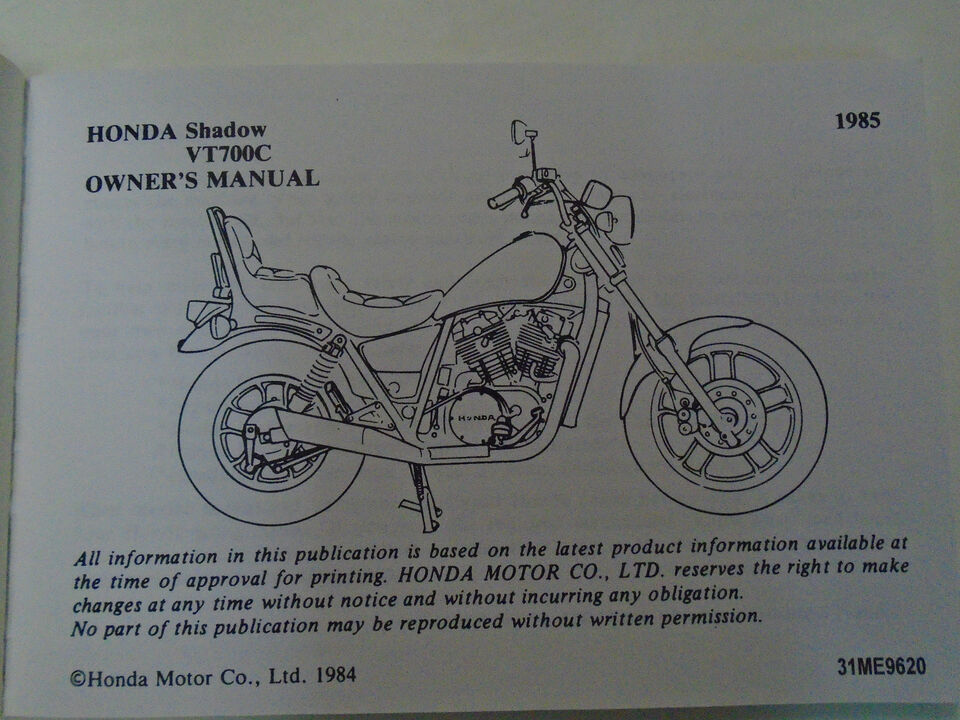 HONDA Shadow
VT700C
OWNER'S MANUAL
1985
HONDA
All information in this publication is based on the latest product information available at
the time of approval for printing. HONDA MOTOR CO., LTD. reserves the right to make
changes at any time without notice and without incurring any obligation.
No part of this publication may be reproduced without written permission.
©Honda Motor Co., Ltd. 1984
31ME9620